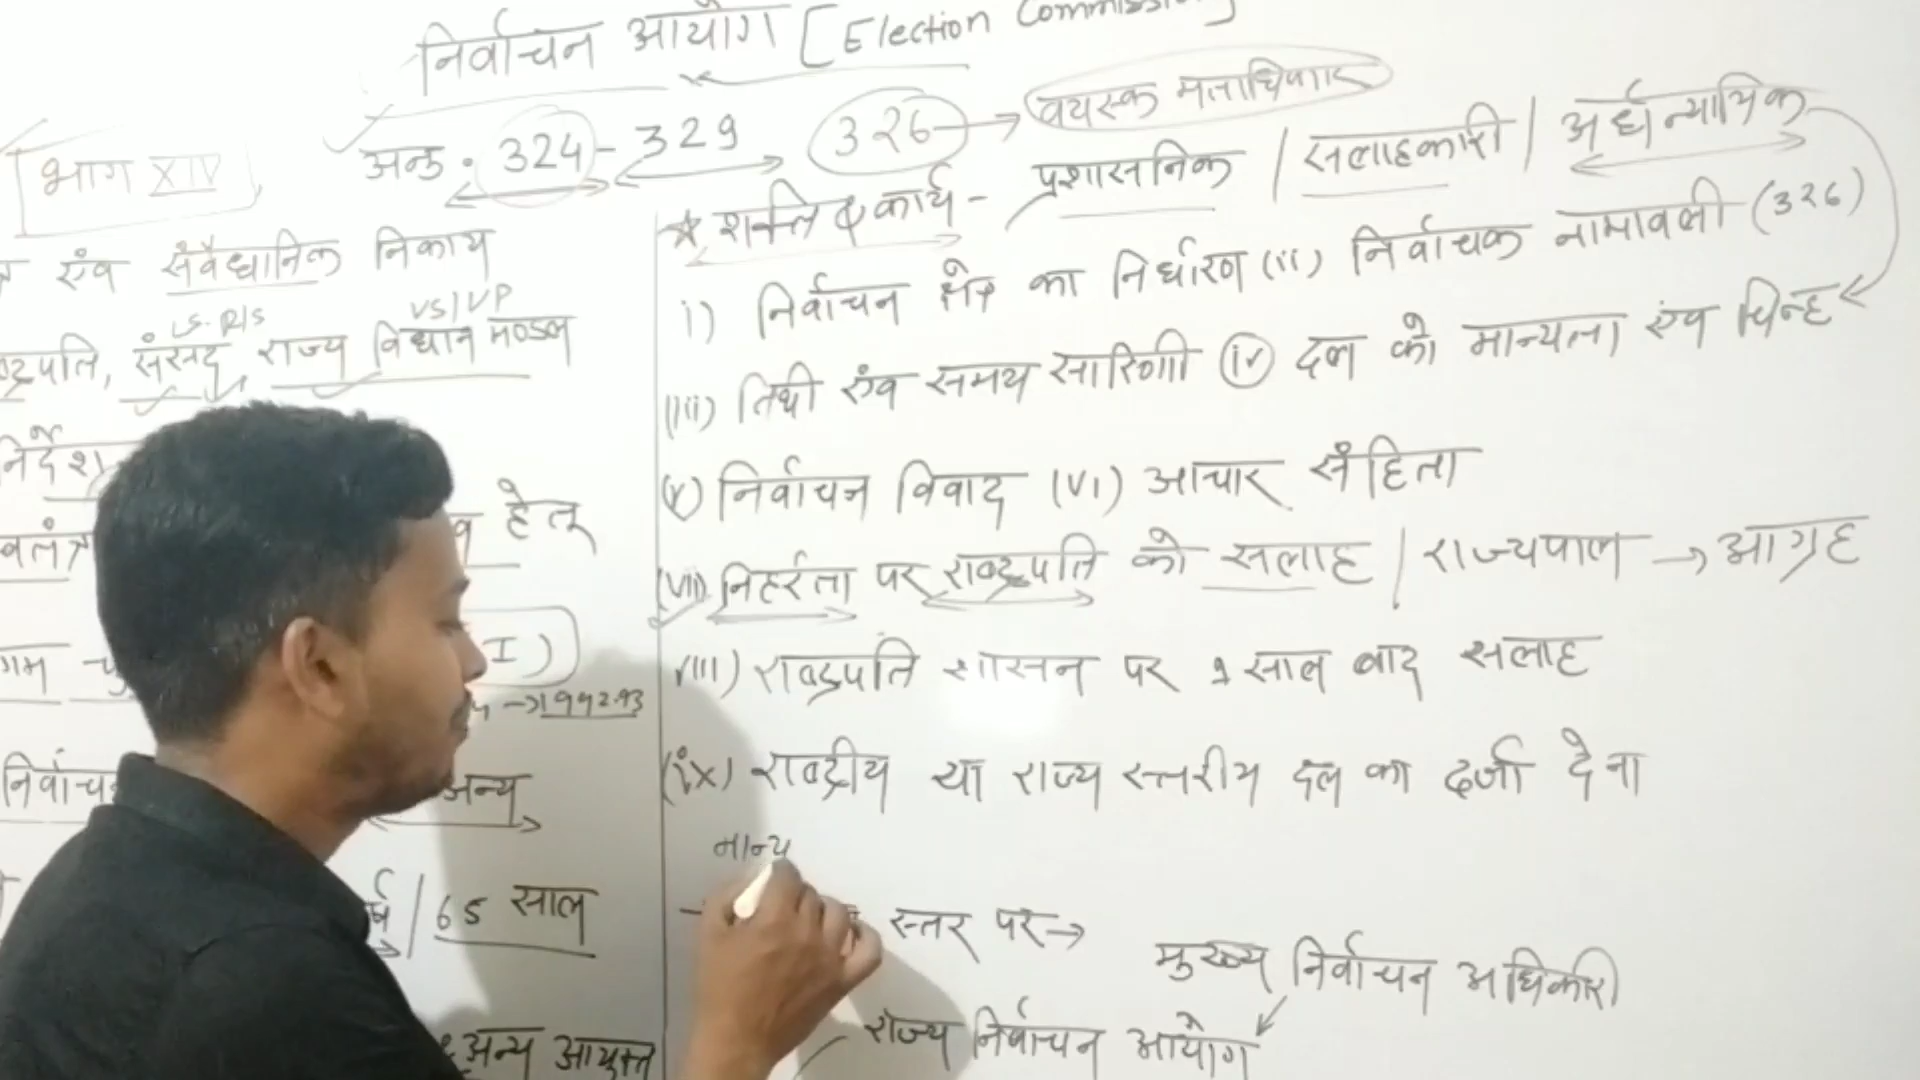 निर्वाचन आयोग [Election Commission]
भाग XIV
अनु. 324-329 326 → वयस्क मताधिकार
एंव संवैधानिक निकाय
LS. R/S VS/VP
संसद, राज्य विधान मण्डल
निर्देश
हेतू
I)
→1992.93
अन्य
65 साल
अन्य आयुक्त
★ शक्ति & कार्य - प्रशासनिक / सलाहकारी / अर्धन्यायिक
i) निर्वाचन क्षेत्र का निर्धारण (ii) निर्वाचक नामावली (326)
(iii) तिथी एंव समय सारिणी (iv) दल को मान्यता एंव चिन्ह
(v) निर्वाचन विवाद (vi) आचार संहिता
(vii) निर्हरता पर राष्ट्रपति को सलाह / राज्यपाल → आग्रह
viii) राष्ट्रपति शासन पर 1 साल बाद सलाह
(ix) राष्ट्रीय या राज्य स्तरीय दल का दर्जा देना
मान्य
स्तर पर → मुख्य निर्वाचन अधिकारी
राज्य निर्वाचन आयोग